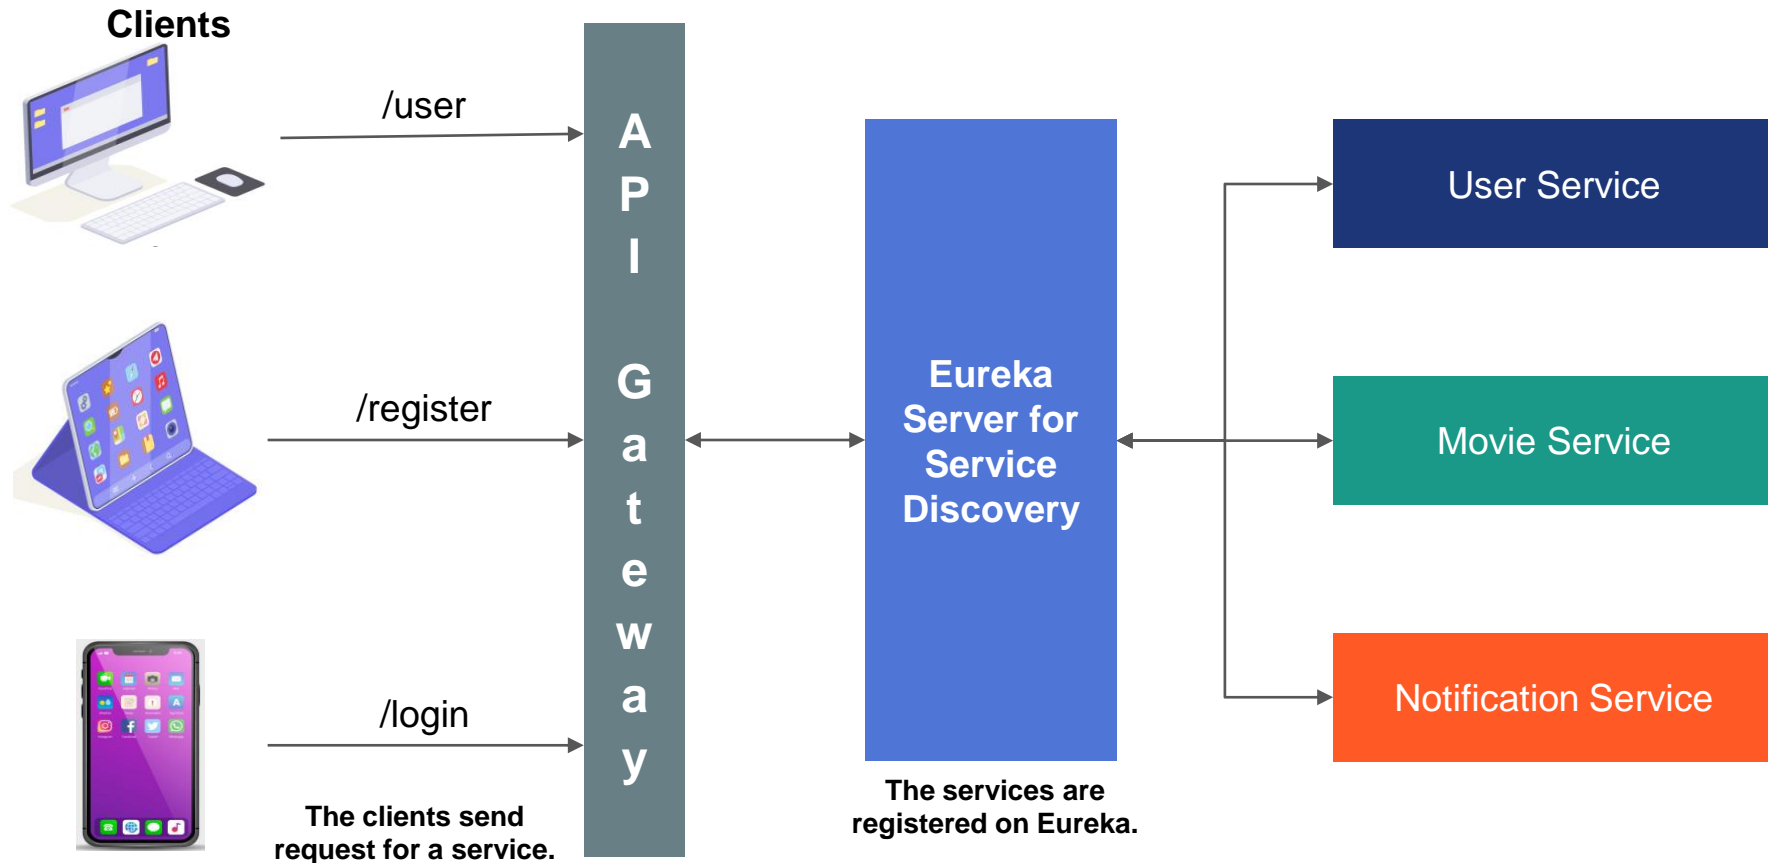 Clients
/user
/register
/login
The clients send
request for a service.
A
P
I
G
a
t
e
w
a
y
Eureka
Server for
Service
Discovery
The services are
registered on Eureka.
User Service
Movie Service
Notification Service